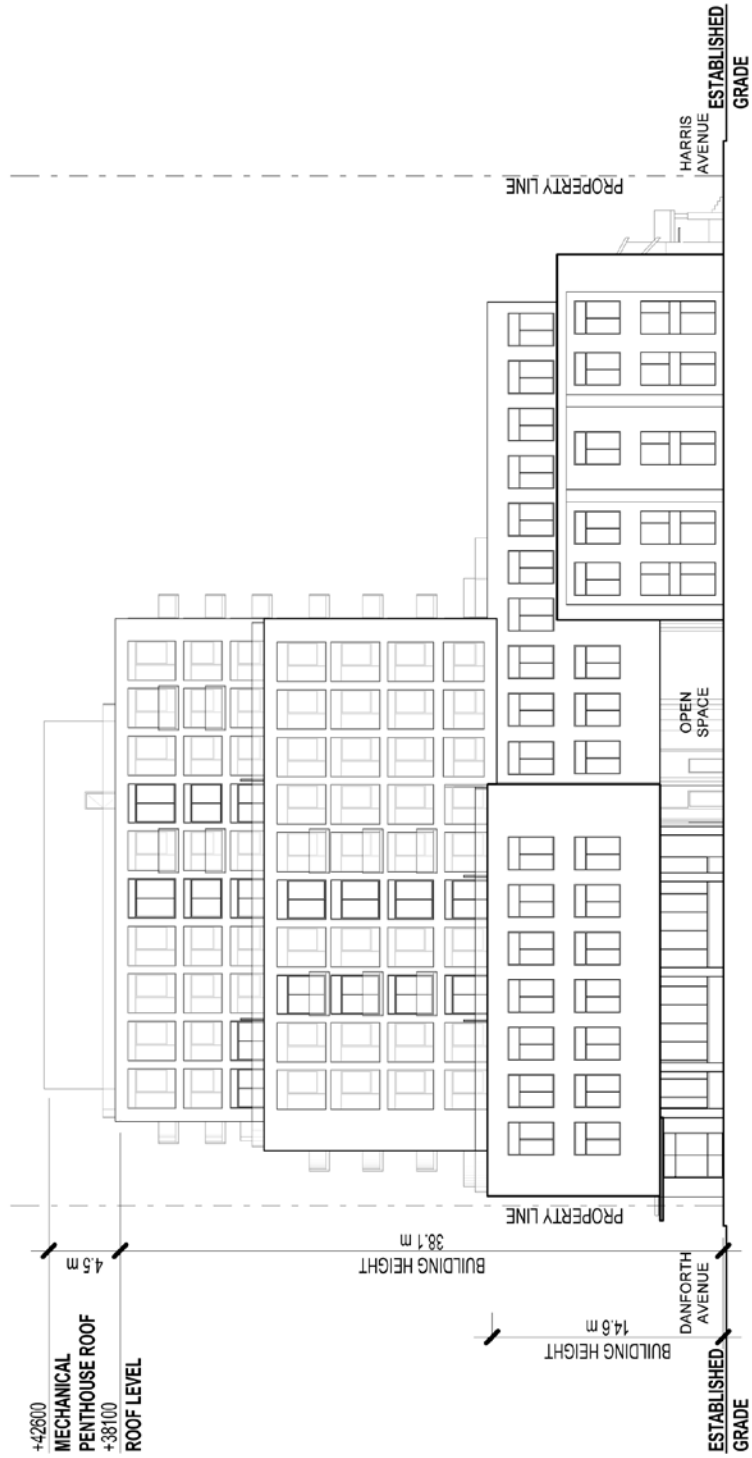 +42600
MECHANICAL
PENTHOUSE ROOF
+38100
ROOF LEVEL
4.5 m
BUILDING HEIGHT
38.1 m
BUILDING HEIGHT
14.6 m
PROPERTY LINE
PROPERTY LINE
OPEN
SPACE
DANFORTH
AVENUE
HARRIS
AVENUE
ESTABLISHED
GRADE
ESTABLISHED
GRADE